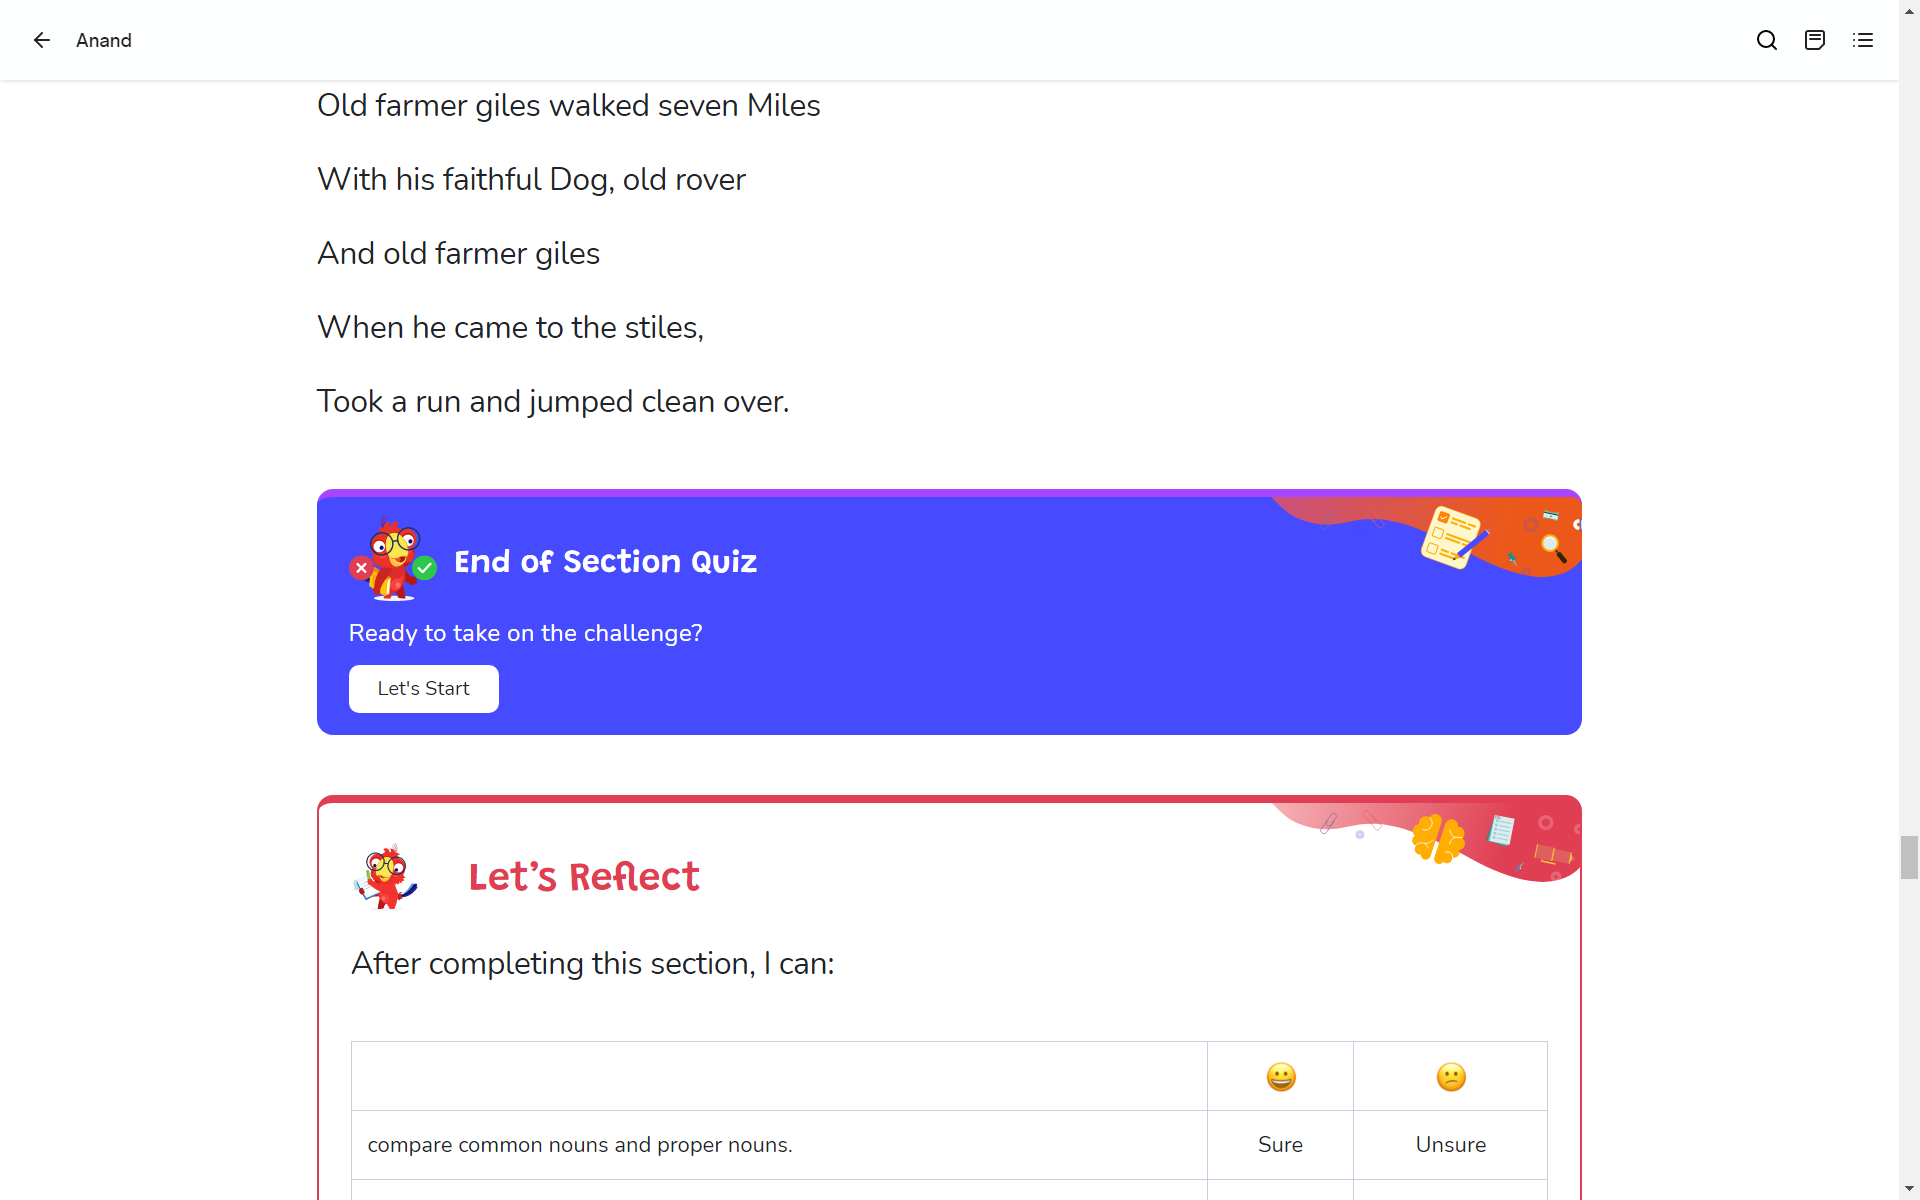 Anand
Old farmer giles walked seven Miles
With his faithful Dog, old rover
And old farmer giles
When he came to the stiles,
Took a run and jumped clean over.
End of Section Quiz
Ready to take on the challenge?
Let's Start
Let’s Reflect
After completing this section, I can:
compare common nouns and proper nouns. Sure Unsure